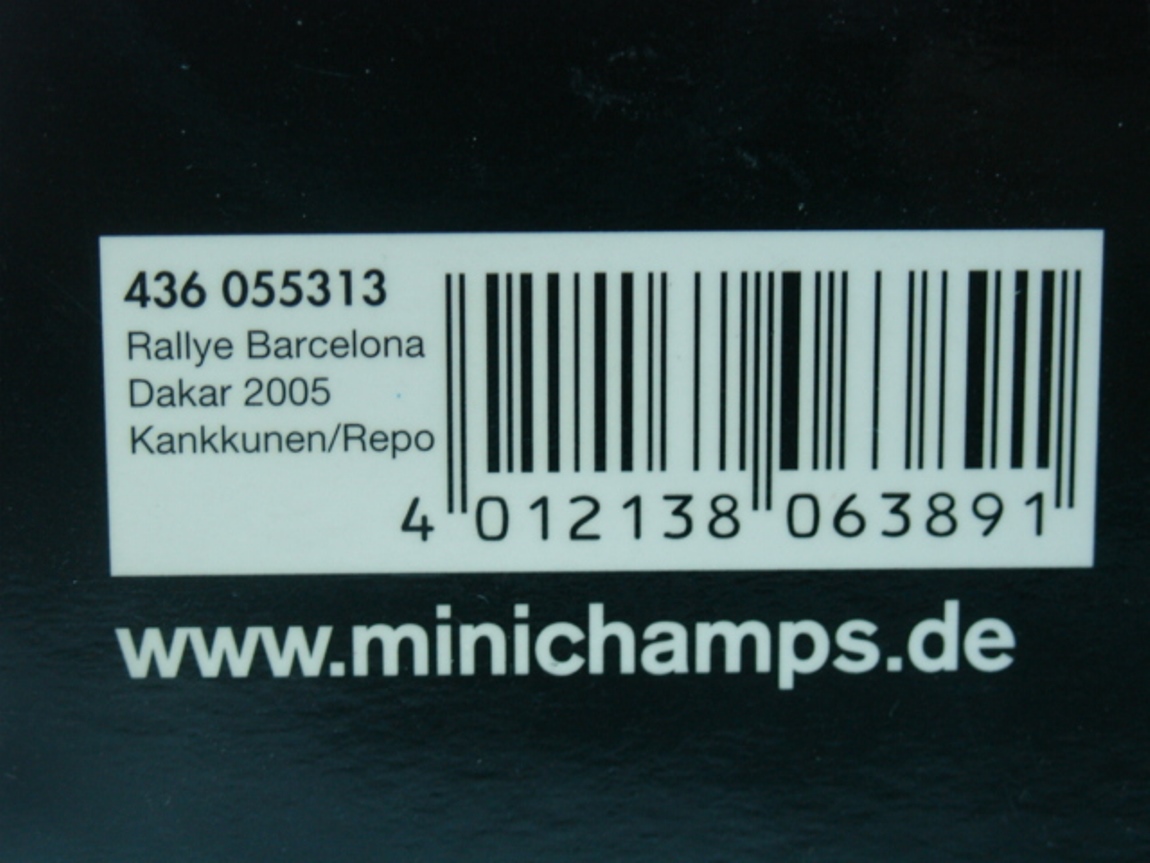 436 055313
Rallye Barcelona
Dakar 2005
Kankkunen/Repo
4 012138 063891
www.minichamps.de